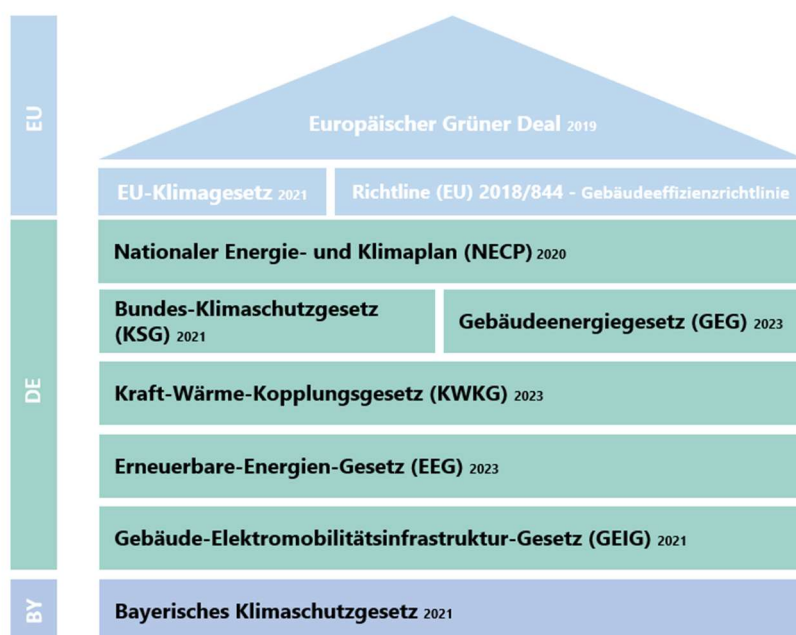 EU
Europäischer Grüner Deal 2019
EU-Klimagesetz 2021
Richtline (EU) 2018/844 - Gebäudeeffizienzrichtlinie
DE
Nationaler Energie- und Klimaplan (NECP) 2020
Bundes-Klimaschutzgesetz
(KSG) 2021
Gebäudeenergiegesetz (GEG) 2023
Kraft-Wärme-Kopplungsgesetz (KWKG) 2023
Erneuerbare-Energien-Gesetz (EEG) 2023
Gebäude-Elektromobilitätsinfrastruktur-Gesetz (GEIG) 2021
BY
Bayerisches Klimaschutzgesetz 2021